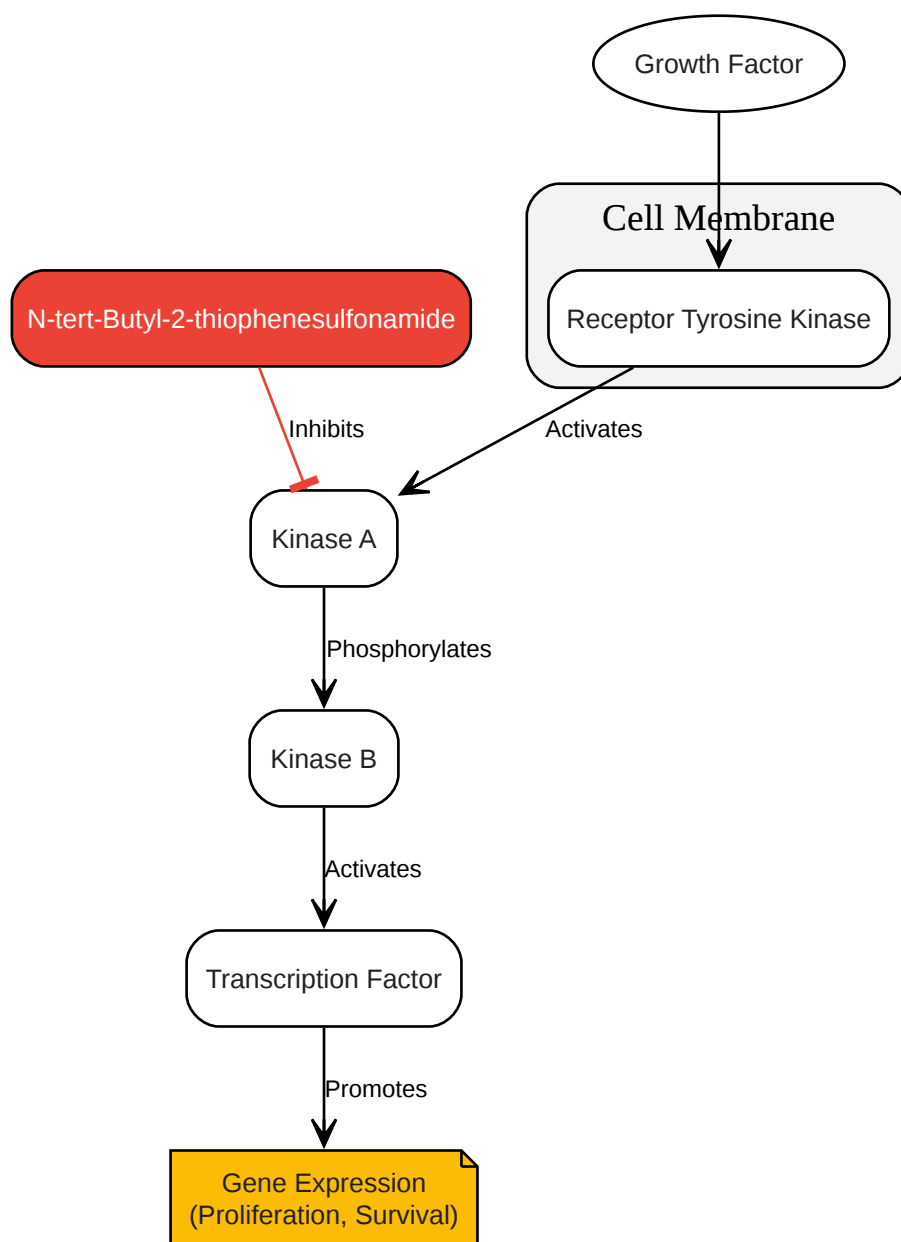 Growth Factor
Cell Membrane
N-tert-Butyl-2-thiophenesulfonamide
Receptor Tyrosine Kinase
Inhibits
Activates
Kinase A
Phosphorylates
Kinase B
Activates
Transcription Factor
Promotes
Gene Expression
(Proliferation, Survival)